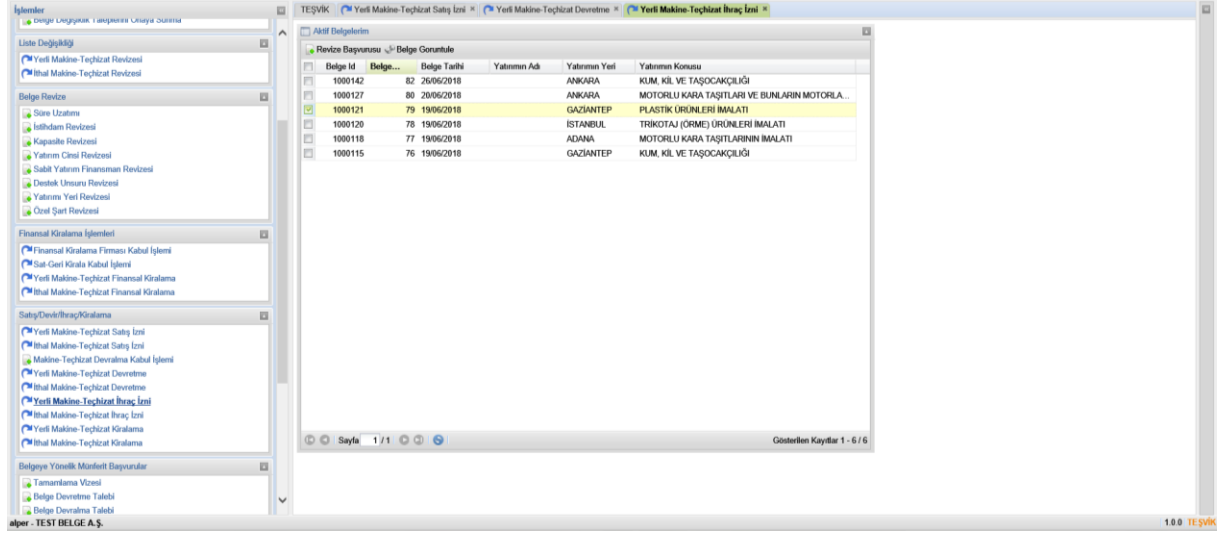 İşlemler
Belge Değişiklik Taleplerini Onaya Sunma
Liste Değişikliği
Yerli Makine-Teçhizat Revizesi
İthal Makine-Teçhizat Revizesi
Belge Revize
Süre Uzatımı
İstihdam Revizesi
Kapasite Revizesi
Yatırım Cinsi Revizesi
Sabit Yatırım Finansman Revizesi
Destek Unsuru Revizesi
Yatırım Yeri Revizesi
Özel Şart Revizesi
Finansal Kiralama İşlemleri
Finansal Kiralama Firması Kabul İşlemi
Sat-Geri Kirala Kabul İşlemi
Yerli Makine-Teçhizat Finansal Kiralama
İthal Makine-Teçhizat Finansal Kiralama
Satış/Devir/İhraç/Kiralama
Yerli Makine-Teçhizat Satış İzni
İthal Makine-Teçhizat Satış İzni
Makine-Teçhizat Devralma Kabul İşlemi
Yerli Makine-Teçhizat Devretme
İthal Makine-Teçhizat Devretme
Yerli Makine-Teçhizat İhraç İzni
İthal Makine-Teçhizat İhraç İzni
Yerli Makine-Teçhizat Kiralama
İthal Makine-Teçhizat Kiralama
Belgeye Yönelik Münferit Başvurular
Tamamlama Vizesi
Belge Devretme Talebi
Belge Devralma Talebi
TEŞVİK Yerli Makine-Teçhizat Satış İzni Yerli Makine-Teçhizat Devretme Yerli Makine-Teçhizat İhraç İzni
Aktif Belgelerim
Revize Başvurusu Belge Goruntule
Belge Id Belge... Belge Tarihi Yatırımın Adı Yatırımın Yeri Yatırımın Konusu
1000142 82 26/06/2018 ANKARA KUM, KİL VE TAŞOCAKÇILIĞI
1000127 80 20/06/2018 ANKARA MOTORLU KARA TAŞITLARI VE BUNLARIN MOTORLA...
1000121 79 19/06/2018 GAZİANTEP PLASTİK ÜRÜNLERİ İMALATI
1000120 78 19/06/2018 İSTANBUL TRİKOTAJ (ÖRME) ÜRÜNLERİ İMALATI
1000118 77 19/06/2018 ADANA MOTORLU KARA TAŞITLARININ İMALATI
1000115 76 19/06/2018 GAZİANTEP KUM, KİL VE TAŞOCAKÇILIĞI
Sayfa 1 / 1 Gösterilen Kayıtlar 1 - 6 / 6
alper - TEST BELGE A.Ş. 1.0.0 TEŞVİK